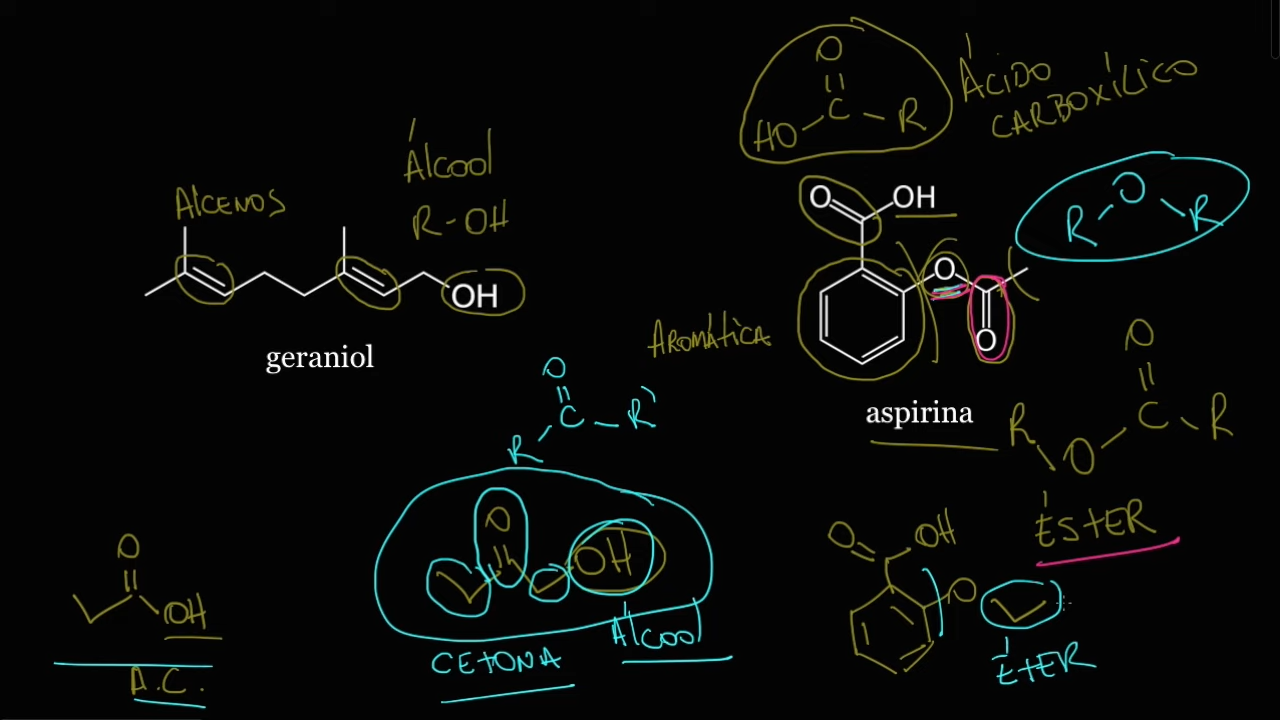 O
HO C R
ÁCIDO
CARBOXÍLICO
Álcool
R-OH
Alcenos
OH
geraniol
O OH
O
O
R O R
Aromática
aspirina
O
R O C R
ÉSTER
O
C R'
R
O
OH
CETONA
Álcool
O
OH
A.C.
O OH
O
ÉTER